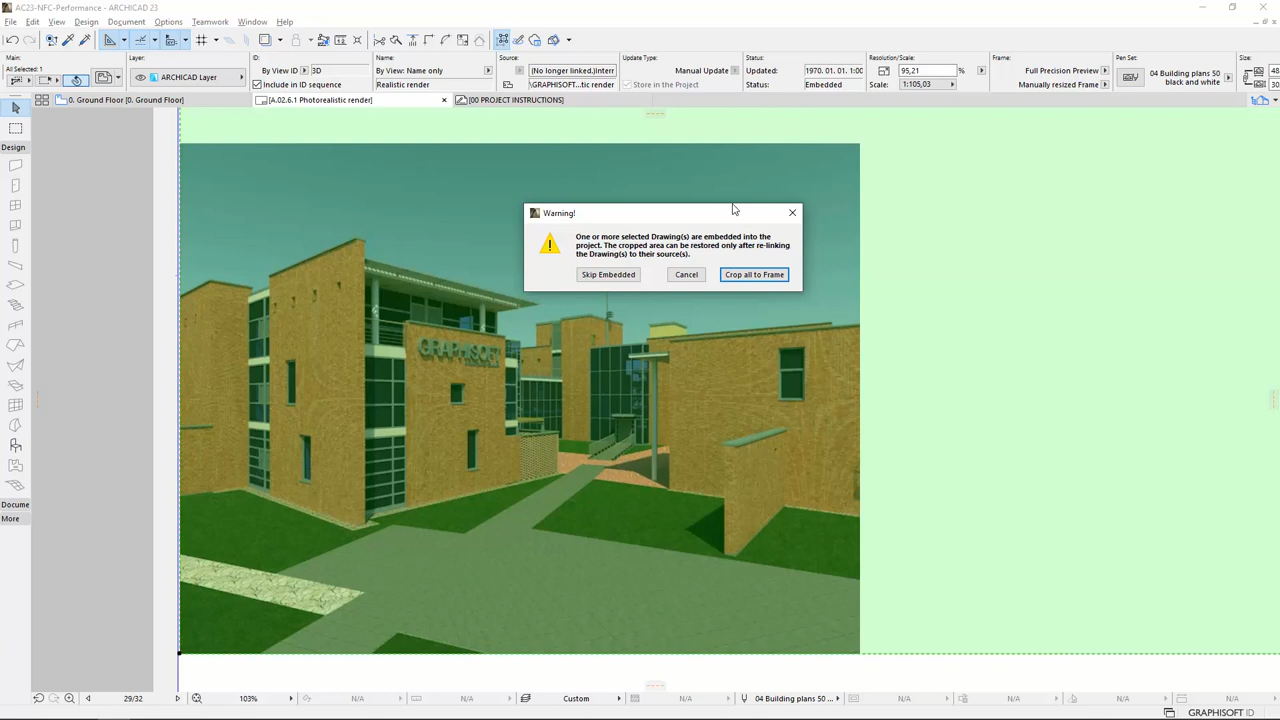 AC23-NFC-Performance - ARCHICAD 23
File Edit View Design Document Options Teamwork Window Help
Main: Layer: ID: Name: Source: Update Type: Updated: Resolution/Scale: Frame: Pen Set: Size:
All Selected: 1
ARCHICAD Layer
By View ID
3D
By View: Name only
(No longer linked.)Interr
Manual Update
1970. 01. 01. 1:00
95,21
%
Full Precision Preview
04 Building plans 50
black and white
Include in ID sequence
Realistic render
\GRAPHISOFT...tic render
Store in the Project
Status:
Embedded
Scale:
1:105,03
Manually resized Frame
0. Ground Floor [0. Ground Floor]
[A.02.6.1 Photorealistic render]
[00 PROJECT INSTRUCTIONS]
Design
Warning!
One or more selected Drawing(s) are embedded into the
project. The cropped area can be restored only after re-linking
the Drawing(s) to their source(s).
Skip Embedded
Cancel
Crop all to Frame
GRAPHISOFT
Docume
More
29/32
103%
N/A
N/A
Custom
N/A
04 Building plans 50 ...
N/A
N/A
N/A
N/A
GRAPHISOFT ID